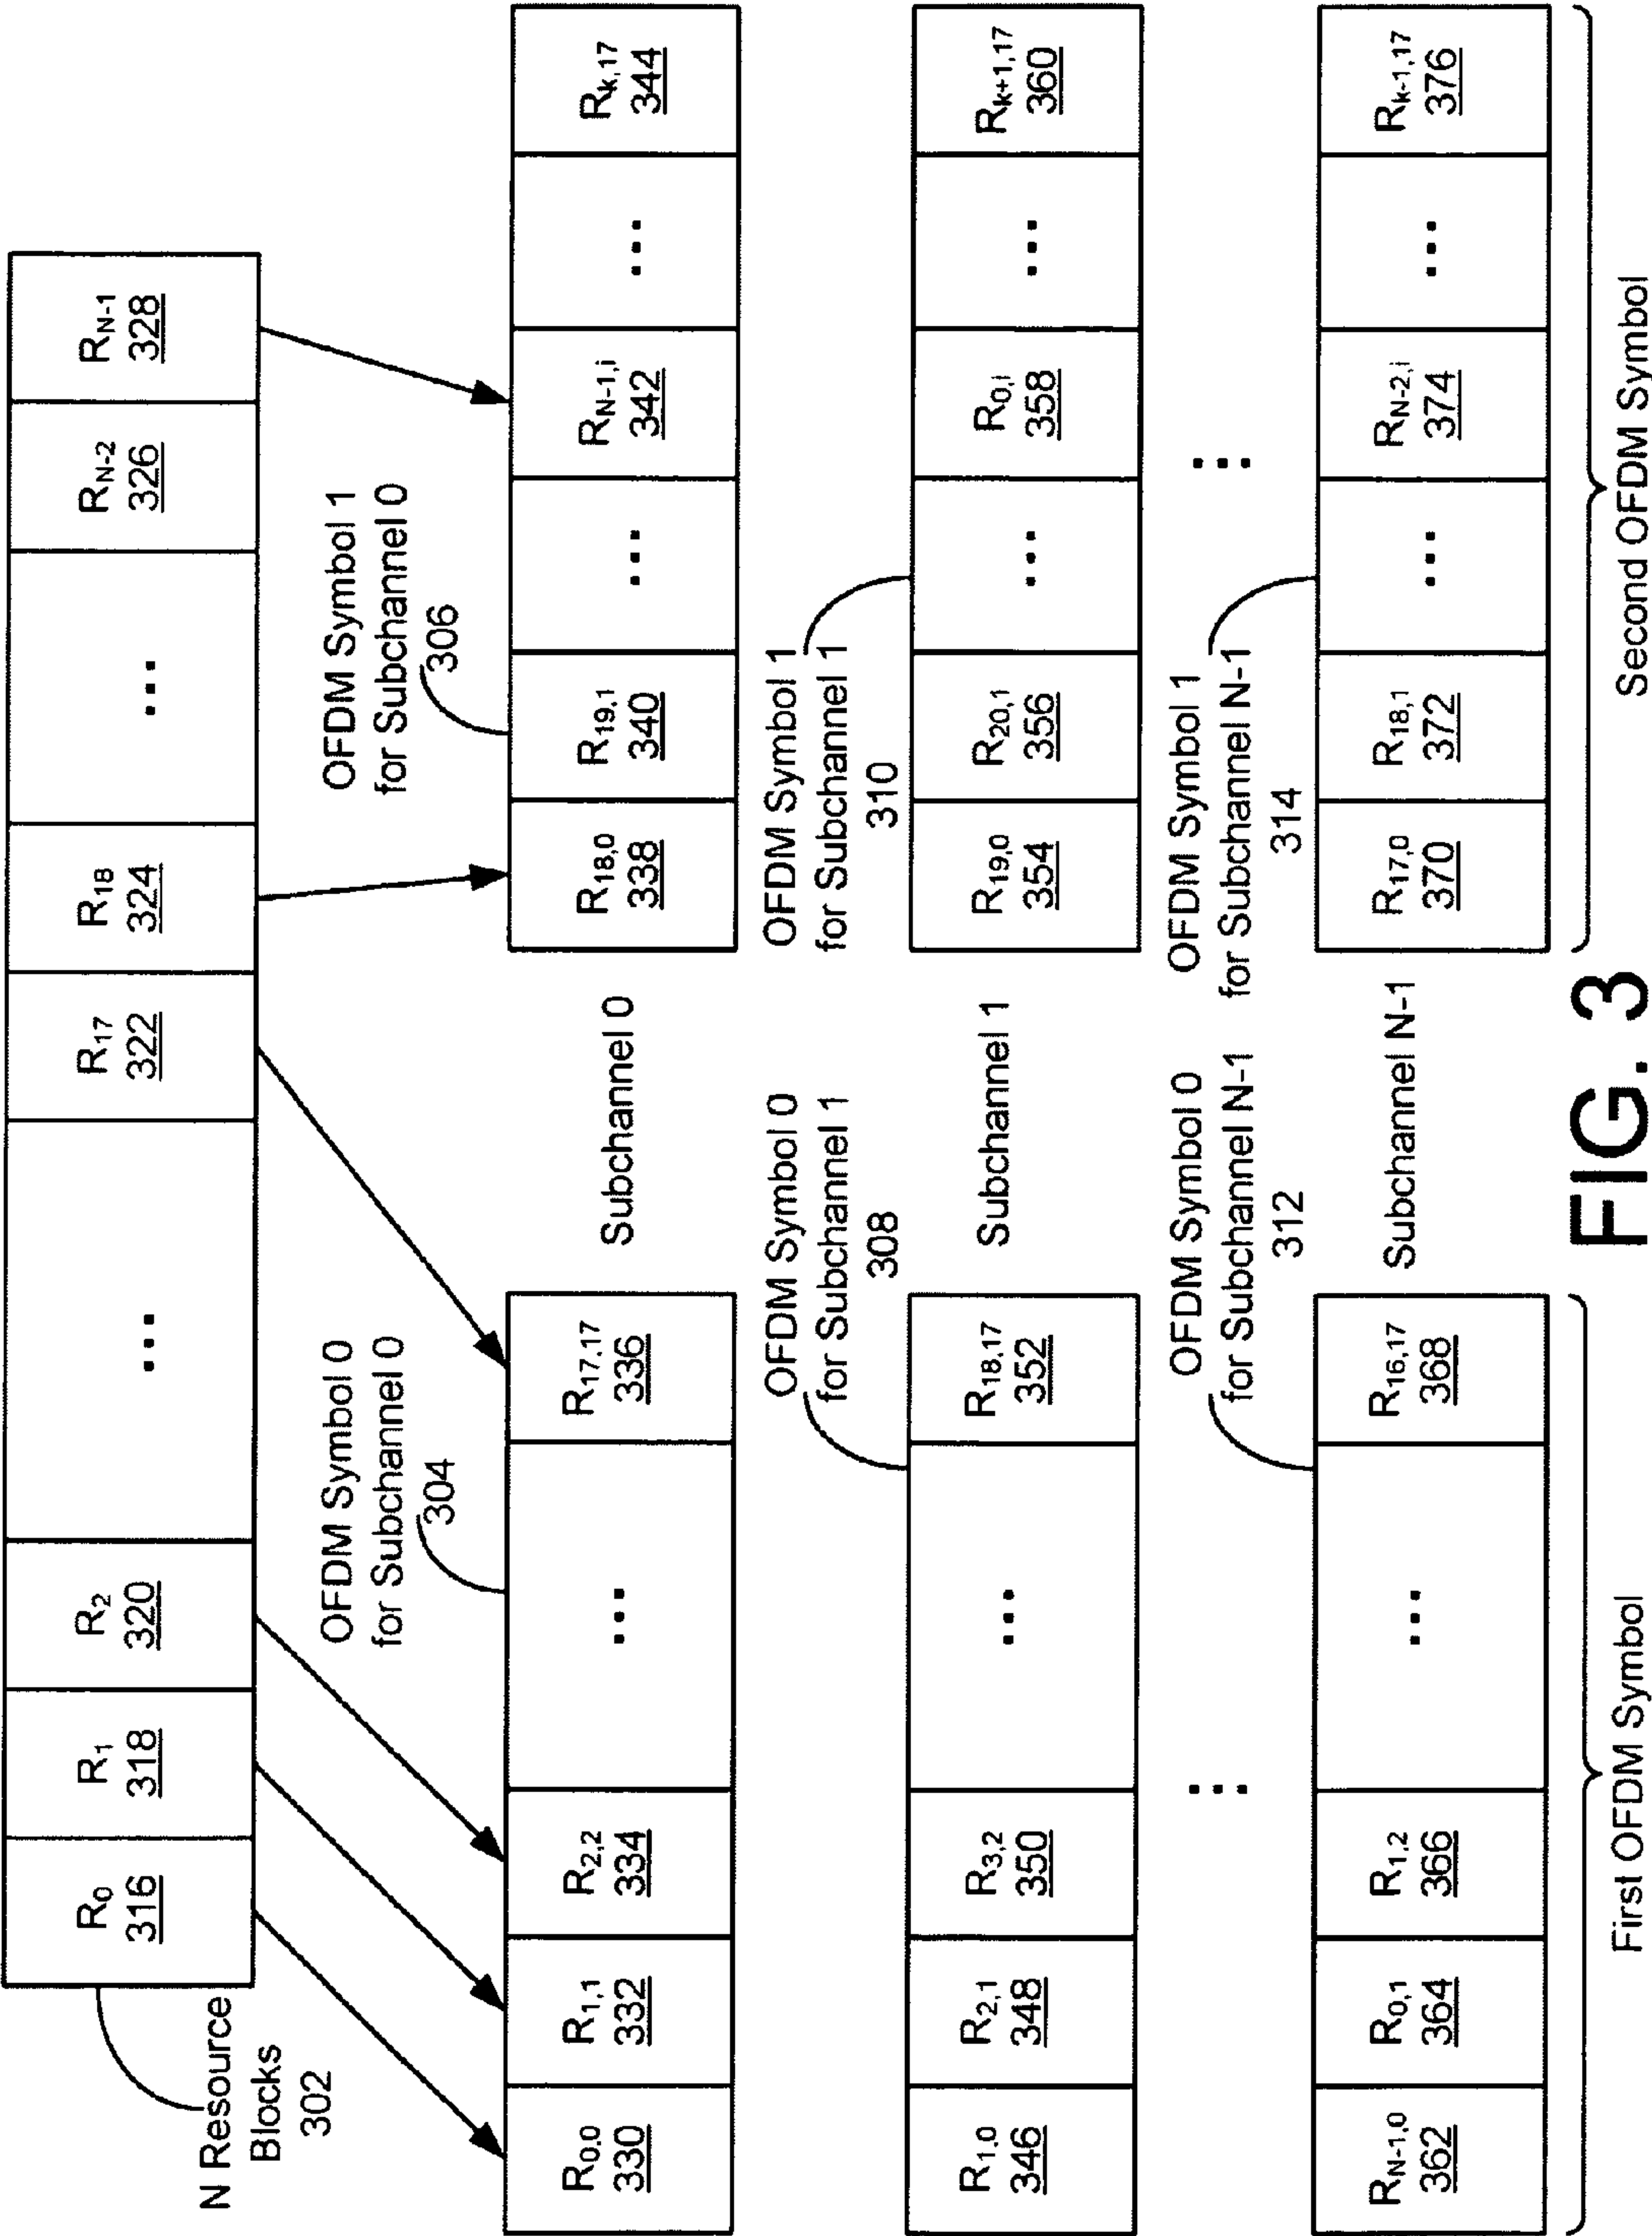 R0 R1 R2 ... R17 R18 ... RN-2 RN-1
316 318 320 322 324 326 328
N Resource
Blocks
302
OFDM Symbol 0
for Subchannel 0
304
OFDM Symbol 1
for Subchannel 0
306
R0,0 R1,1 R2,2 ... R17,17
330 332 334 336
Subchannel 0
R18,0 R19,1 ... RN-1,i ... Rk,17
338 340 342 344
OFDM Symbol 0
for Subchannel 1
308
OFDM Symbol 1
for Subchannel 1
310
R1,0 R2,1 R3,2 ... R18,17
346 348 350 352
Subchannel 1
R19,0 R20,1 ... R0,i ... Rk+1,17
354 356 358 360
OFDM Symbol 0
for Subchannel N-1
312
OFDM Symbol 1
for Subchannel N-1
314
RN-1,0 R0,1 R1,2 ... R16,17
362 364 366 368
Subchannel N-1
R17,0 R18,1 ... RN-2,i ... Rk-1,17
370 372 374 376
First OFDM Symbol
Second OFDM Symbol
FIG. 3